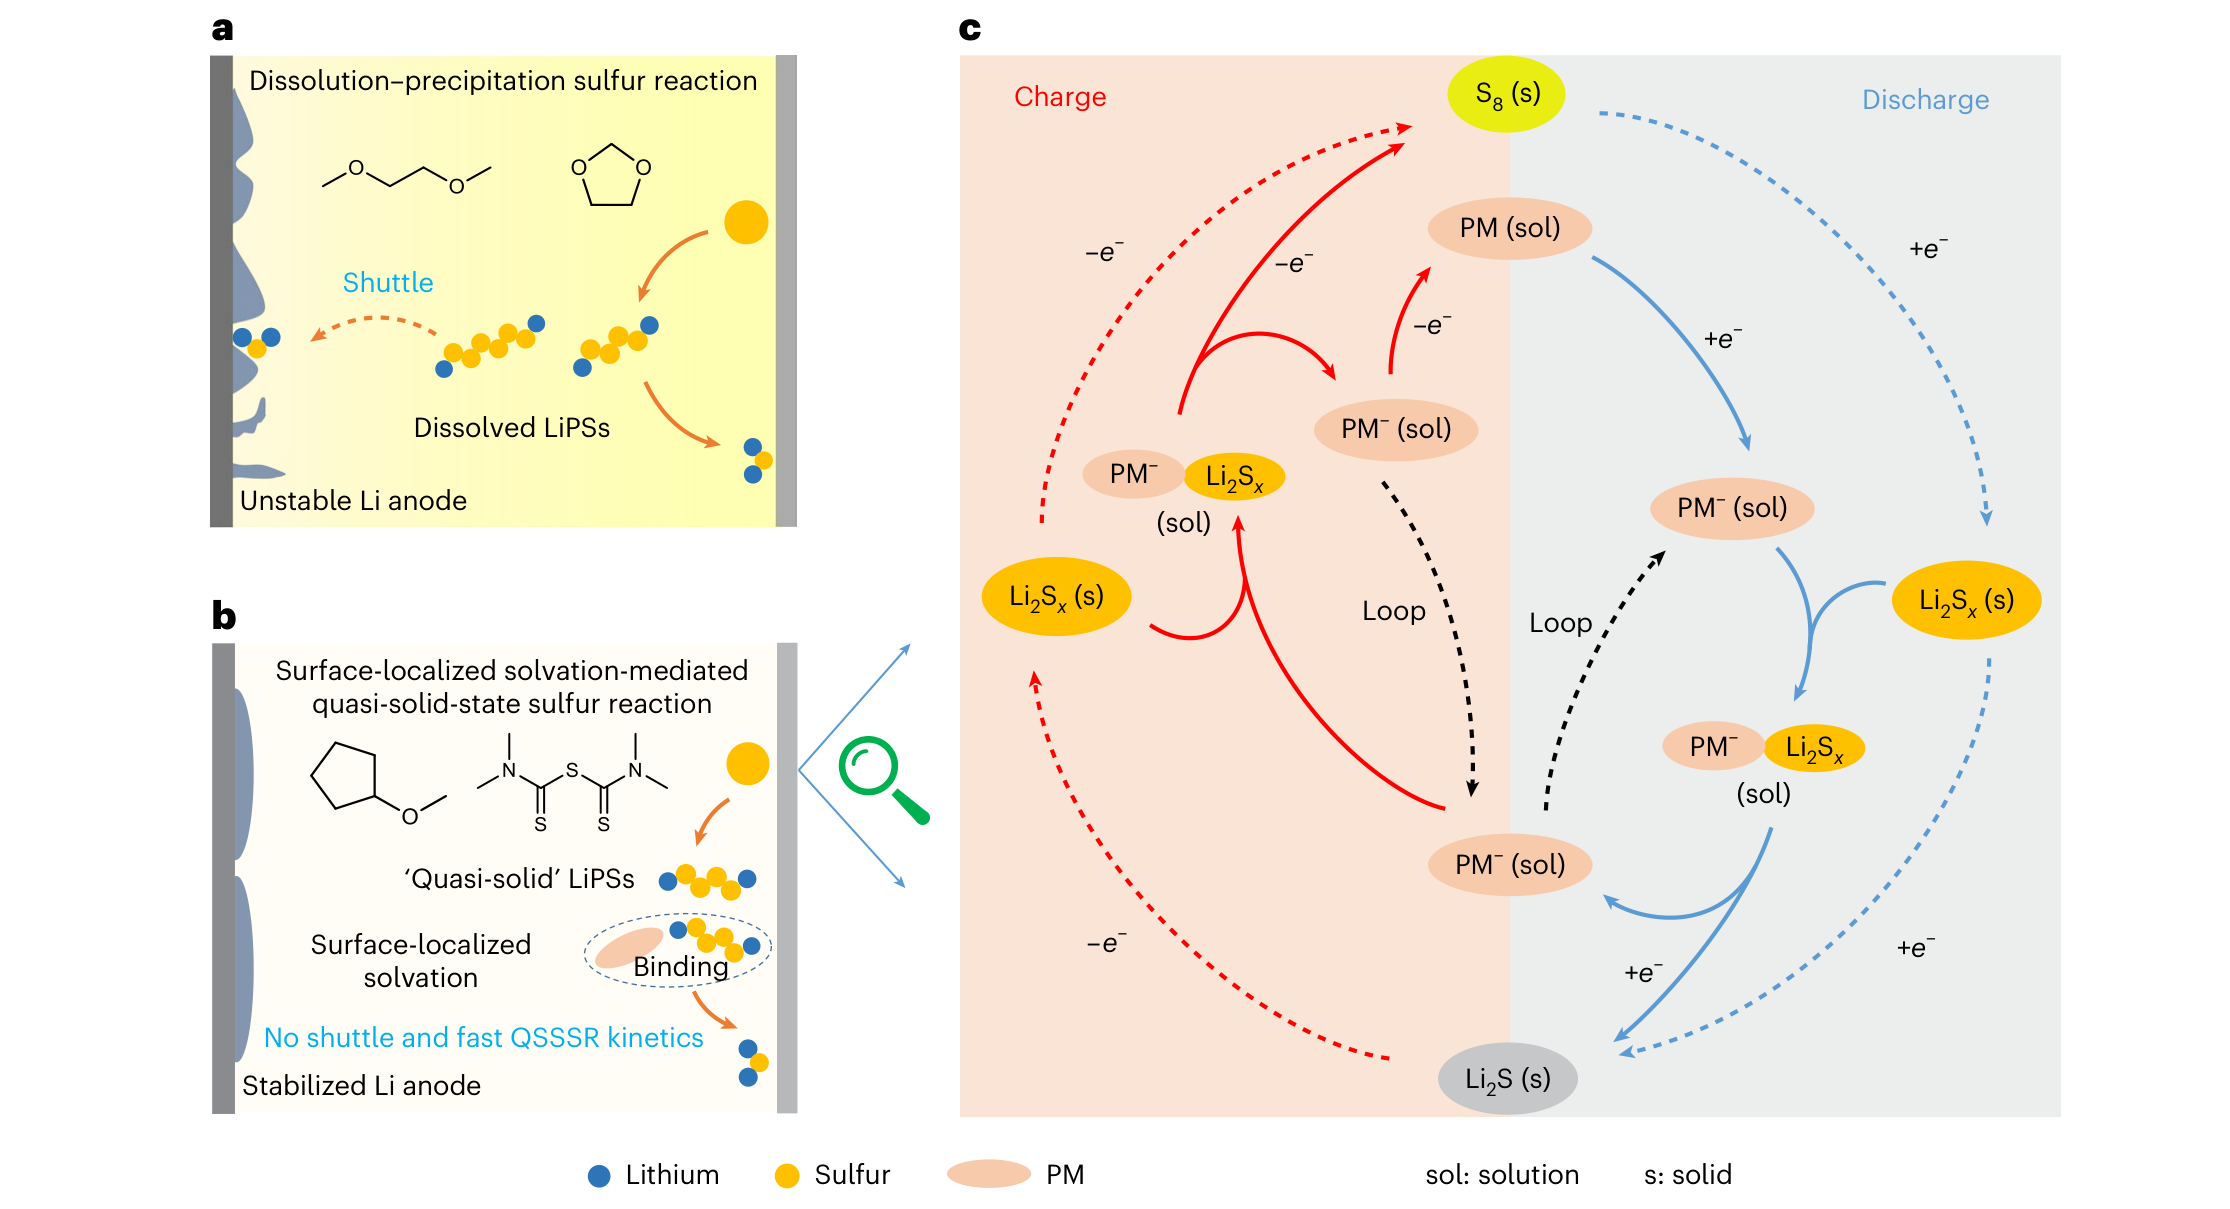 a
Dissolution–precipitation sulfur reaction
O
O
O
O
Shuttle
Dissolved LiPSs
Unstable Li anode
b
Surface-localized solvation-mediated
quasi-solid-state sulfur reaction
O
N
S
S
S
N
‘Quasi-solid’ LiPSs
Surface-localized
solvation
Binding
No shuttle and fast QSSSR kinetics
Stabilized Li anode
c
Charge
Discharge
S₈ (s)
PM (sol)
–e⁻
–e⁻
–e⁻
+e⁻
+e⁻
PM⁻ (sol)
PM⁻
Li₂Sₓ
(sol)
PM⁻ (sol)
Li₂Sₓ (s)
Loop
Loop
Li₂Sₓ (s)
PM⁻
Li₂Sₓ
(sol)
PM⁻ (sol)
–e⁻
+e⁻
+e⁻
Li₂S (s)
Lithium
Sulfur
PM
sol: solution
s: solid